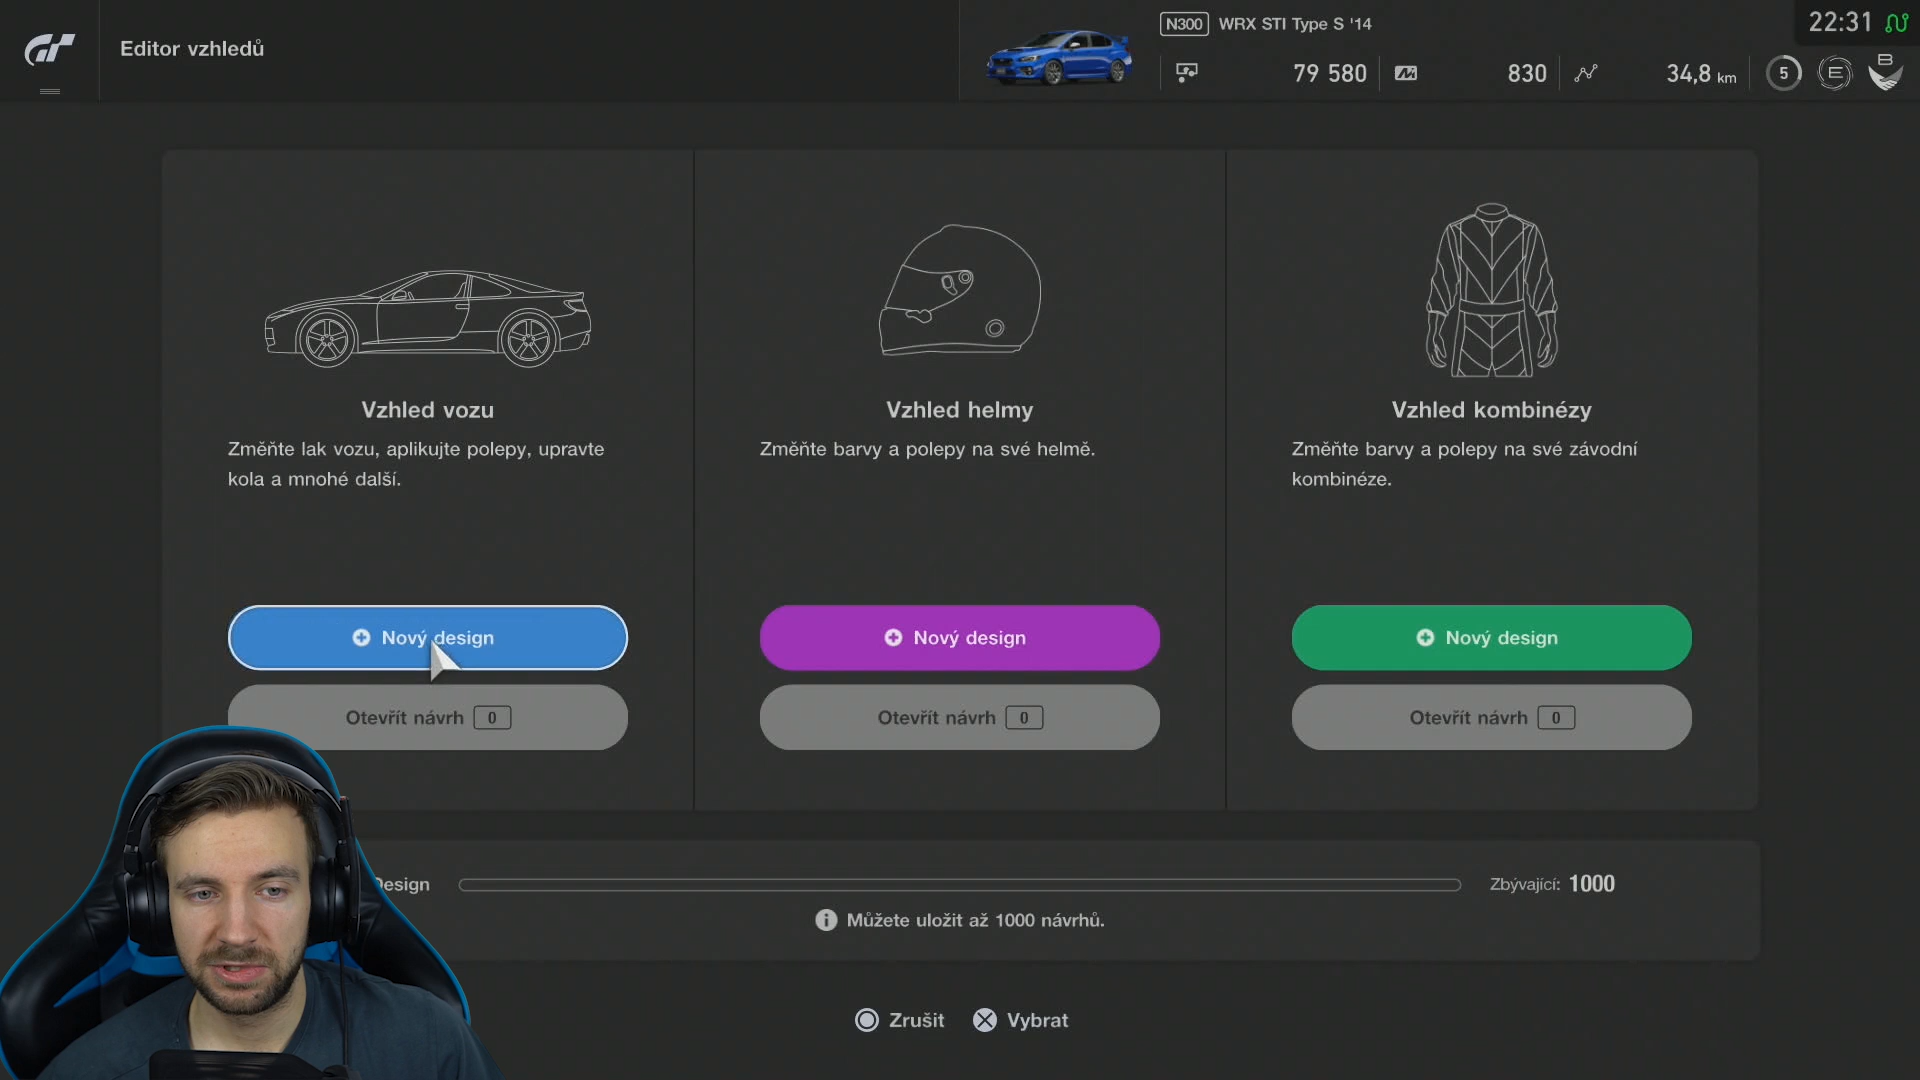 Editor vzhledů
N300 WRX STI Type S '14
22:31
79 580
830
34,8 km
5
E
B
Vzhled vozu
Změňte lak vozu, aplikujte polepy, upravte
kola a mnohé další.
Nový design
Otevřít návrh 0
Vzhled helmy
Změňte barvy a polepy na své helmě.
Nový design
Otevřít návrh 0
Vzhled kombinézy
Změňte barvy a polepy na své závodní
kombinéze.
Nový design
Otevřít návrh 0
Design
Zbývající: 1000
Můžete uložit až 1000 návrhů.
Zrušit
Vybrat